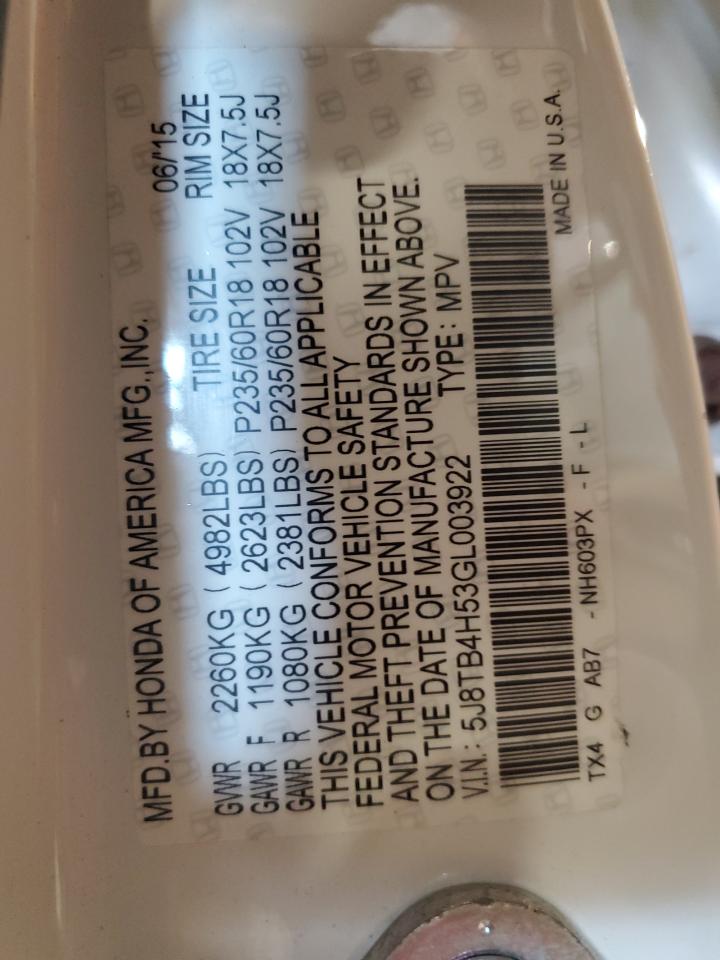 MFD. BY HONDA OF AMERICA MFG., INC. 06/'15
GVWR 2260KG ( 4982LBS) TIRE SIZE RIM SIZE
GAWR F 1190KG ( 2623LBS) P235/60R18 102V 18X7.5J
GAWR R 1080KG ( 2381LBS) P235/60R18 102V 18X7.5J
THIS VEHICLE CONFORMS TO ALL APPLICABLE
FEDERAL MOTOR VEHICLE SAFETY
AND THEFT PREVENTION STANDARDS IN EFFECT
ON THE DATE OF MANUFACTURE SHOWN ABOVE.
V.I.N.: 5J8TB4H53GL003922 TYPE: MPV
TX4 G AB7 - NH603PX - F - L MADE IN U.S.A.